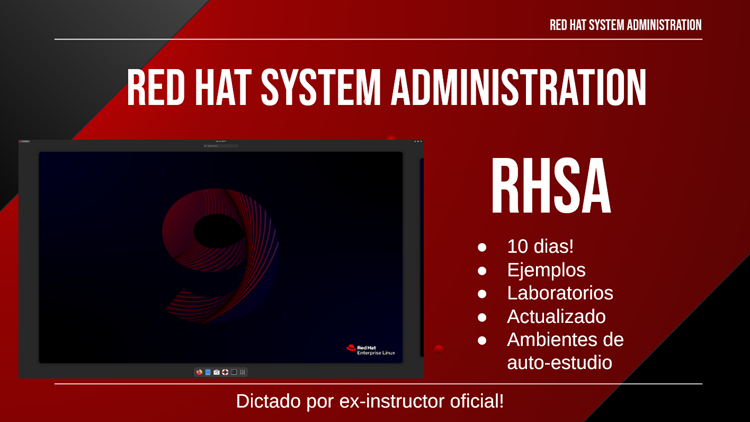 RED HAT SYSTEM ADMINISTRATION
RED HAT SYSTEM ADMINISTRATION
9
Red Hat
Enterprise Linux
RHSA
● 10 dias!
● Ejemplos
● Laboratorios
● Actualizado
● Ambientes de
auto-estudio
Dictado por ex-instructor oficial!